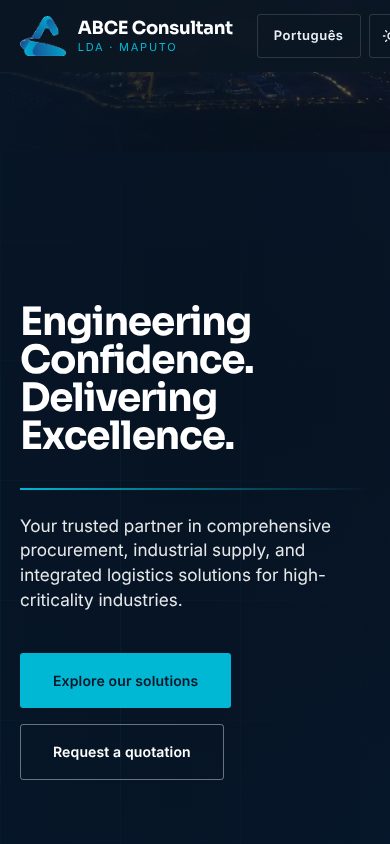 ABCE Consultant
LDA · MAPUTO
Português
Engineering
Confidence.
Delivering
Excellence.
Your trusted partner in comprehensive
procurement, industrial supply, and
integrated logistics solutions for high-
criticality industries.
Explore our solutions
Request a quotation